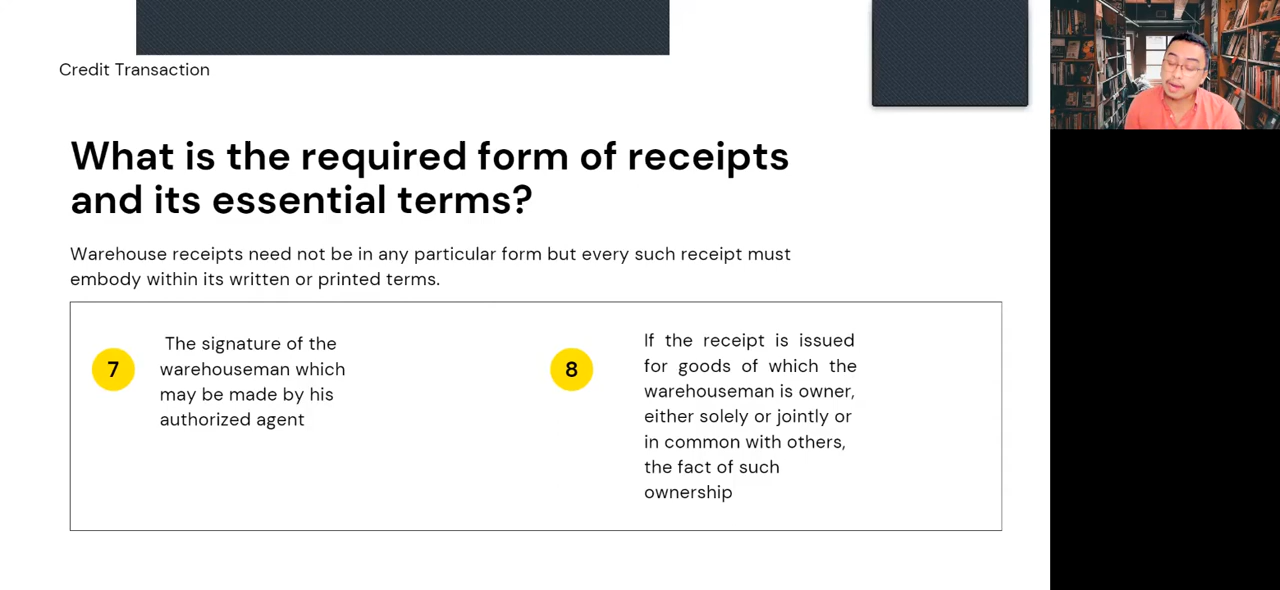 Credit Transaction
What is the required form of receipts
and its essential terms?
Warehouse receipts need not be in any particular form but every such receipt must
embody within its written or printed terms.
7
The signature of the
warehouseman which
may be made by his
authorized agent
8
If the receipt is issued
for goods of which the
warehouseman is owner,
either solely or jointly or
in common with others,
the fact of such
ownership